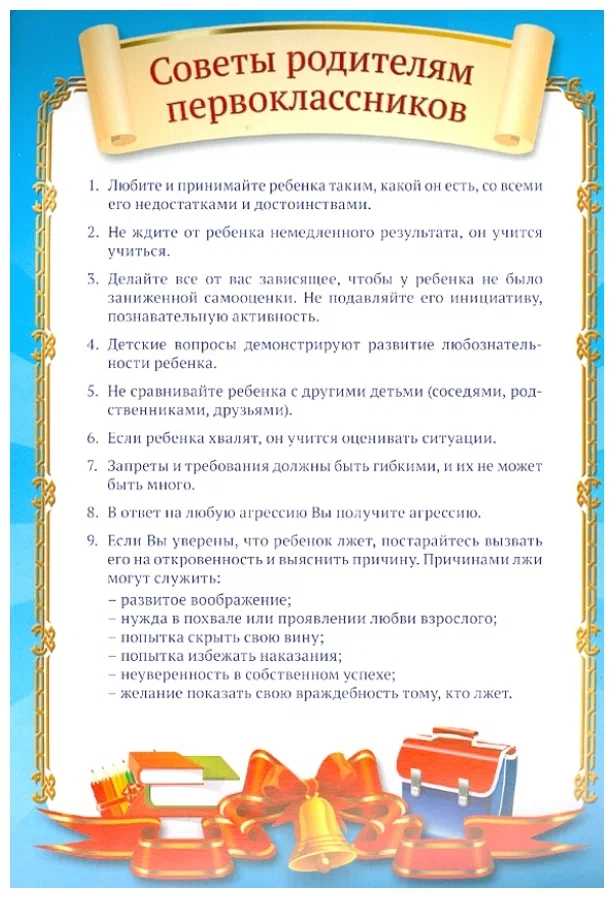 Советы родителям
первоклассников
1. Любите и принимайте ребенка таким, какой он есть, со всеми
его недостатками и достоинствами.
2. Не ждите от ребенка немедленного результата, он учится
учиться.
3. Делайте все от вас зависящее, чтобы у ребенка не было
заниженной самооценки. Не подавляйте его инициативу,
познавательную активность.
4. Детские вопросы демонстрируют развитие любознатель-
ности ребенка.
5. Не сравнивайте ребенка с другими детьми (соседями, род-
ственниками, друзьями).
6. Если ребенка хвалят, он учится оценивать ситуации.
7. Запреты и требования должны быть гибкими, и их не может
быть много.
8. В ответ на любую агрессию Вы получите агрессию.
9. Если Вы уверены, что ребенок лжет, постарайтесь вызвать
его на откровенность и выяснить причину. Причинами лжи
могут служить:
– развитое воображение;
– нужда в похвале или проявлении любви взрослого;
– попытка скрыть свою вину;
– попытка избежать наказания;
– неуверенность в собственном успехе;
– желание показать свою враждебность тому, кто лжет.